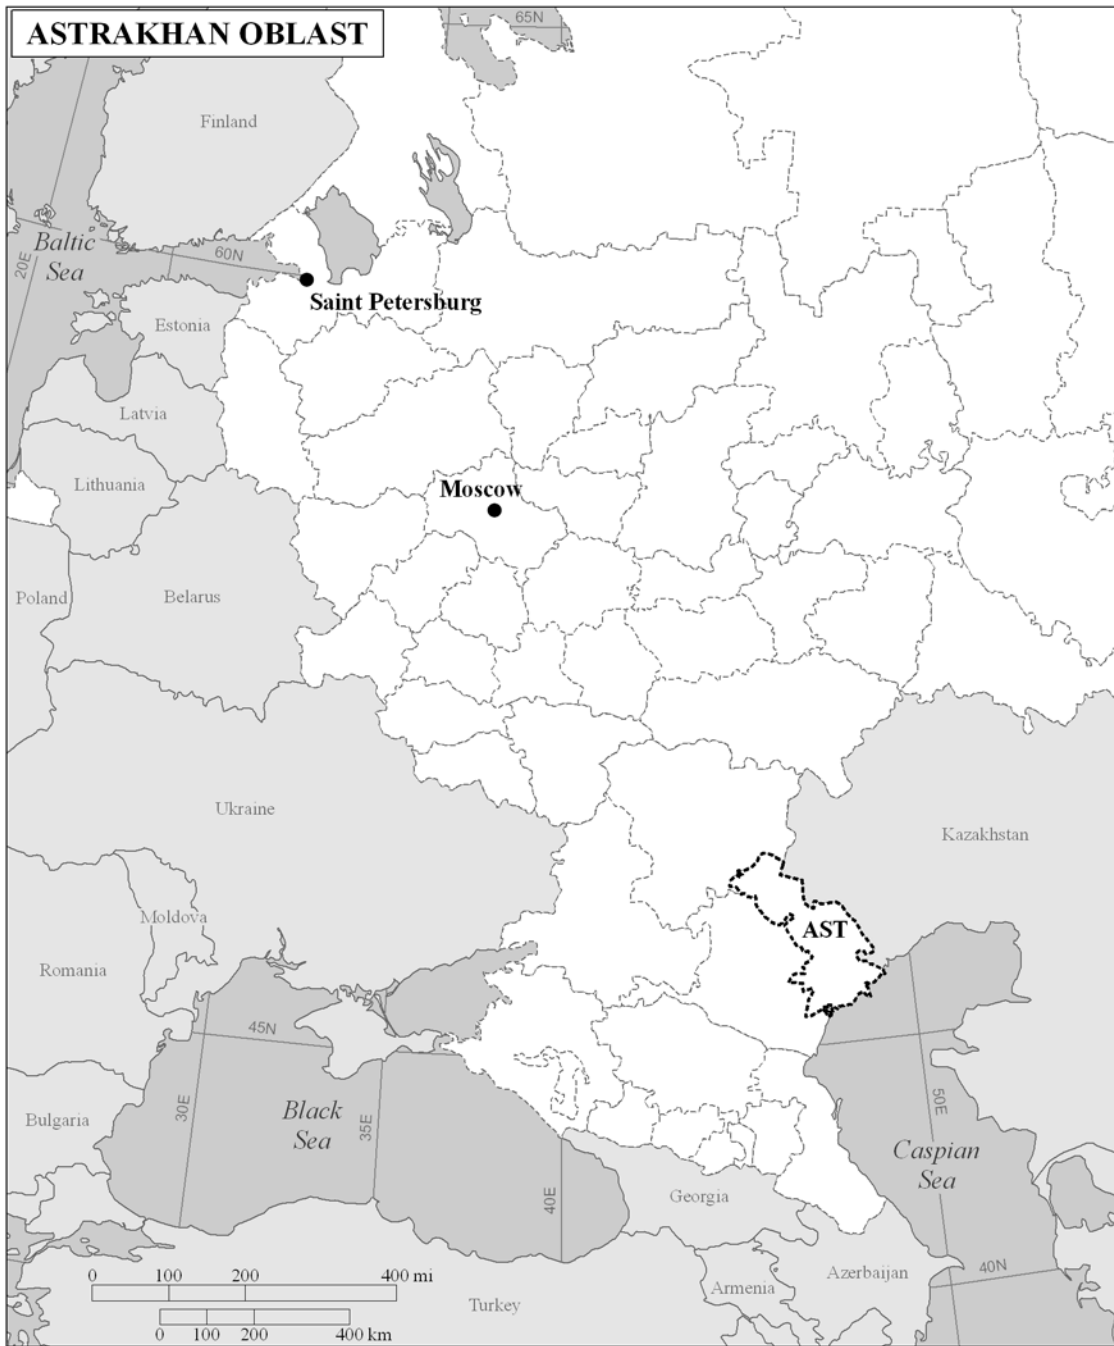 ASTRAKHAN OBLAST
65N
Finland
Baltic
Sea
20E
60N
Saint Petersburg
Estonia
Latvia
Lithuania
Moscow
Poland
Belarus
Ukraine
Kazakhstan
Moldova
AST
Romania
45N
30E
Black
Sea
35E
50E
Bulgaria
Caspian
Sea
40E
Georgia
40N
Azerbaijan
Armenia
Turkey
0 100 200 400 mi
0 100 200 400 km